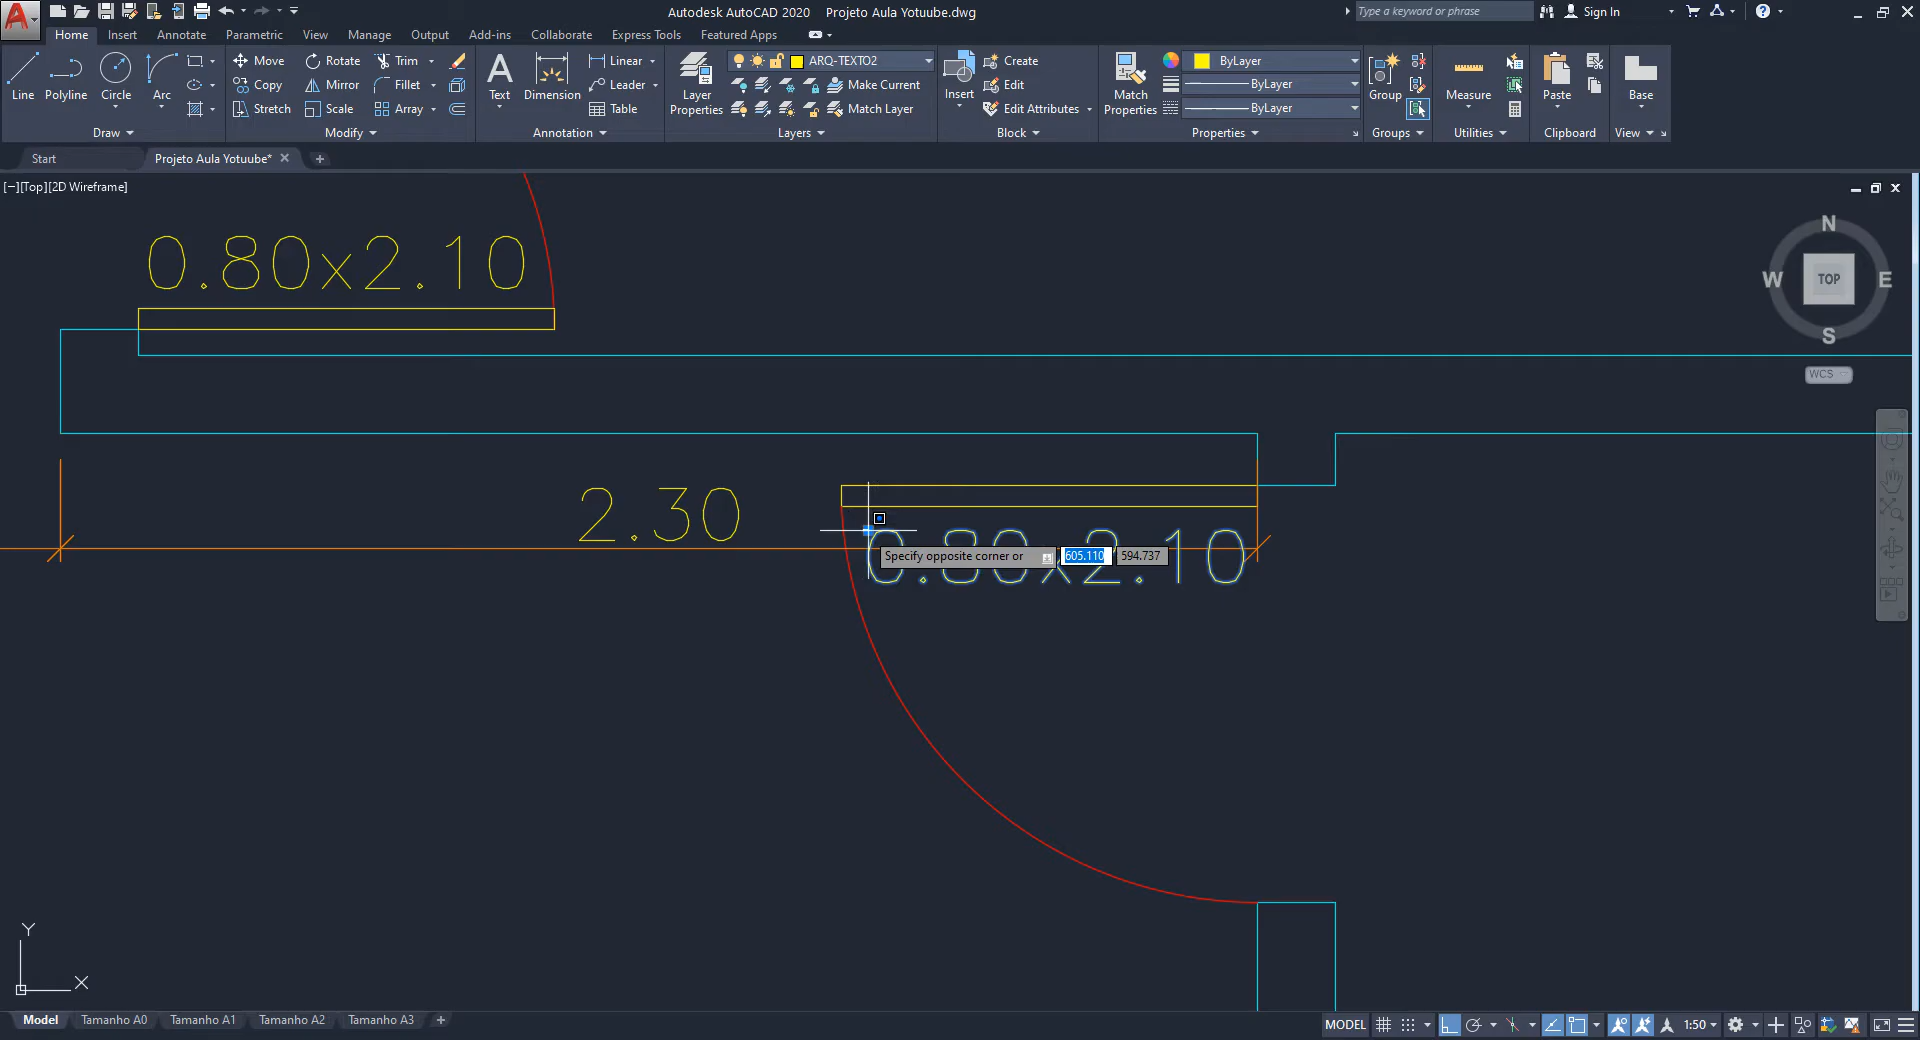 Autodesk AutoCAD 2020 Projeto Aula Yotuube.dwg
Type a keyword or phrase
Sign In
Home Insert Annotate Parametric View Manage Output Add-ins Collaborate Express Tools Featured Apps
Line Polyline Circle Arc
Move Rotate Trim
Copy Mirror Fillet
Stretch Scale Array
Text Dimension
Linear
Leader
Table
Layer Properties
ARQ-TEXTO2
Make Current
Match Layer
Insert
Create
Edit
Edit Attributes
Match Properties
ByLayer
ByLayer
ByLayer
Group
Measure
Paste
Base
Draw Modify Annotation Layers Block Properties Groups Utilities Clipboard View
Start Projeto Aula Yotuube*
[−][Top][2D Wireframe]
N
W TOP E
S
WCS
0.80x2.10
2.30
0.80x2.10
Specify opposite corner or 605.110 594.737
Y
X
Model Tamanho A0 Tamanho A1 Tamanho A2 Tamanho A3
MODEL 1:50